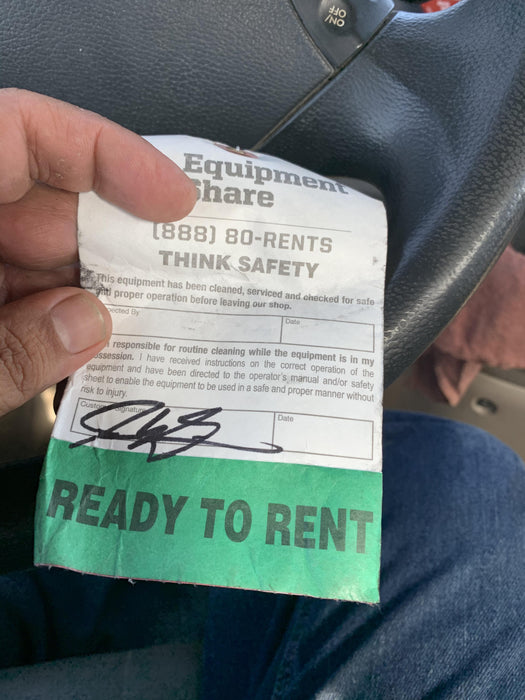 ON/
OFF
Equipment
Share
(888) 80-RENTS
THINK SAFETY
This equipment has been cleaned, serviced and checked for safe
and proper operation before leaving our shop.
Date
responsible for routine cleaning while the equipment is in my
possession. I have received instructions on the correct operation of the
equipment and have been directed to the operator's manual and/or safety
sheet to enable the equipment to be used in a safe and proper manner without
risk to injury.
Customer Signature
Date
READY TO RENT